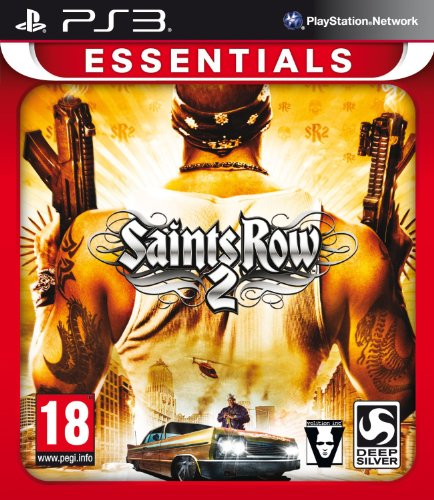 PS3
PlayStation®Network
ESSENTIALS
SR2
SR2
Saints Row
2
18
www.pegi.info
volition, inc.
V
DEEP
SILVER